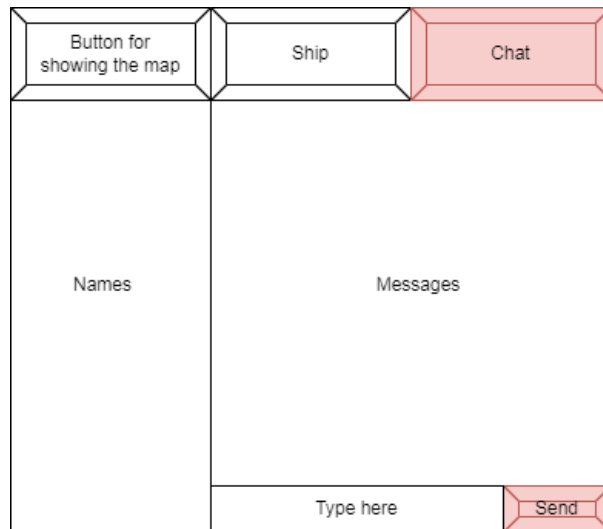 Button for
showing the map
Ship
Chat
Names
Messages
Type here
Send